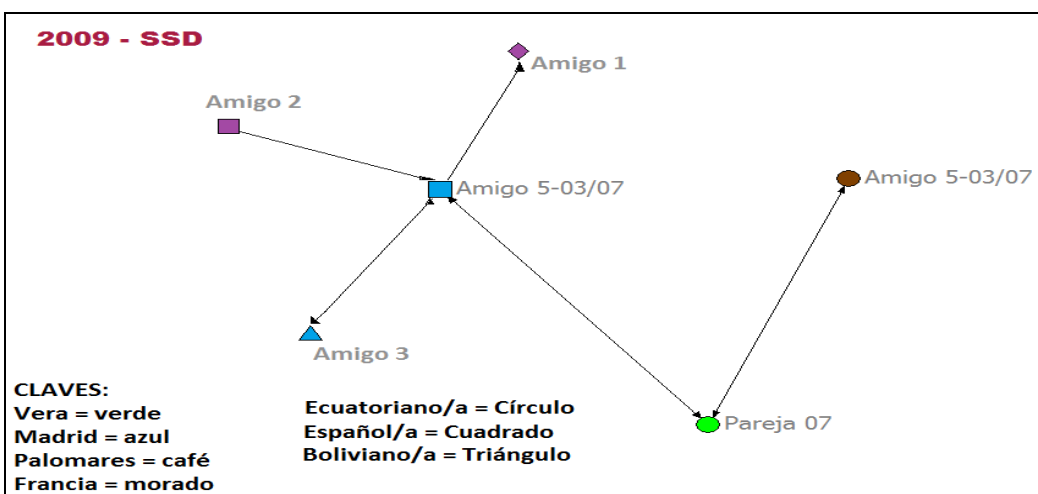 2009 - SSD
Amigo 1
Amigo 2
Amigo 5-03/07
Amigo 5-03/07
Amigo 3
Pareja 07
CLAVES:
Vera = verde
Madrid = azul
Palomares = café
Francia = morado
Ecuatoriano/a = Círculo
Español/a = Cuadrado
Boliviano/a = Triángulo